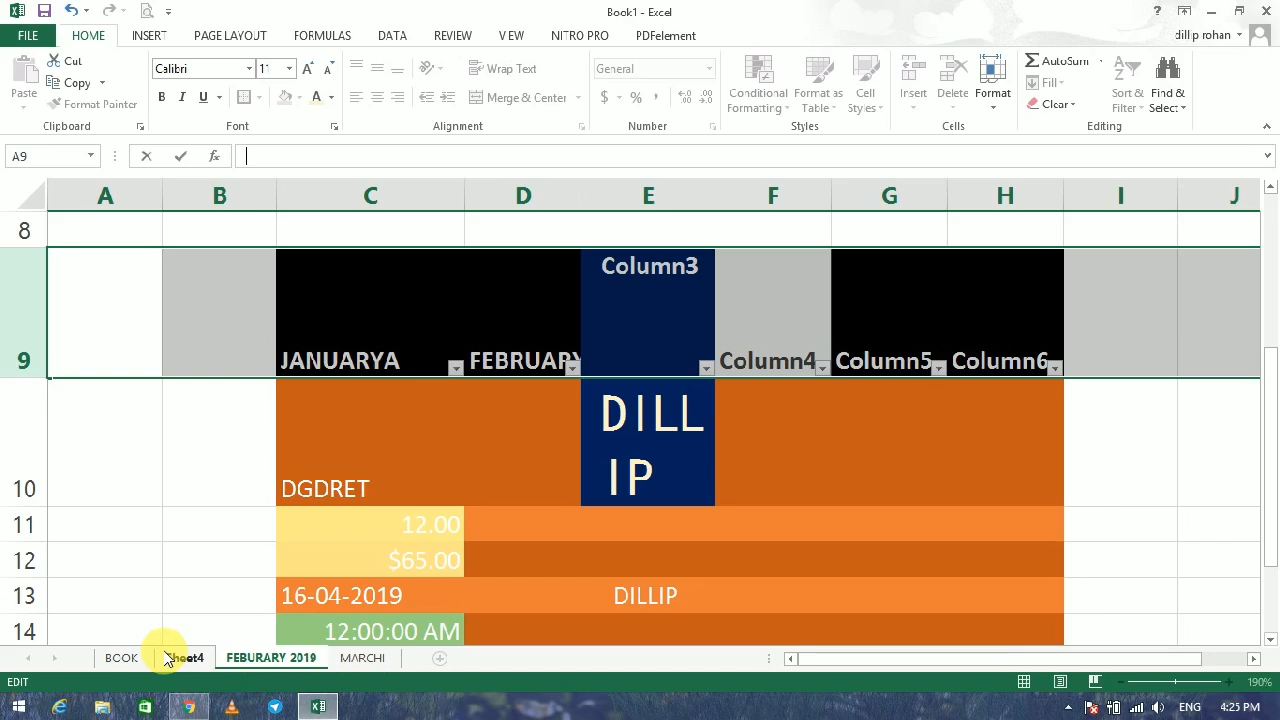 Book1 - Excel
?
FILE
HOME
INSERT
PAGE LAYOUT
FORMULAS
DATA
REVIEW
VIEW
NITRO PRO
PDFelement
dillip rohan
Paste
Cut
Copy
Format Painter
Clipboard
Calibri
11
B I U
A
Font
Wrap Text
Merge & Center
Alignment
General
$ % ,
Number
Conditional Formatting
Format as Table
Cell Styles
Styles
Insert
Delete
Format
Cells
AutoSum
Fill
Clear
Sort & Filter
Find & Select
Editing
A9
fx
A B C D E F G H I J
8
9 JANUARYA FEBRUARY Column3 Column4 Column5 Column6
10 DGDRET DILL
IP
11 12.00
12 $65.00
13 16-04-2019 DILLIP
14 12:00:00 AM
BOOK
FEBURARY 2019
MARCHI
EDIT
190%
ENG
4:25 PM